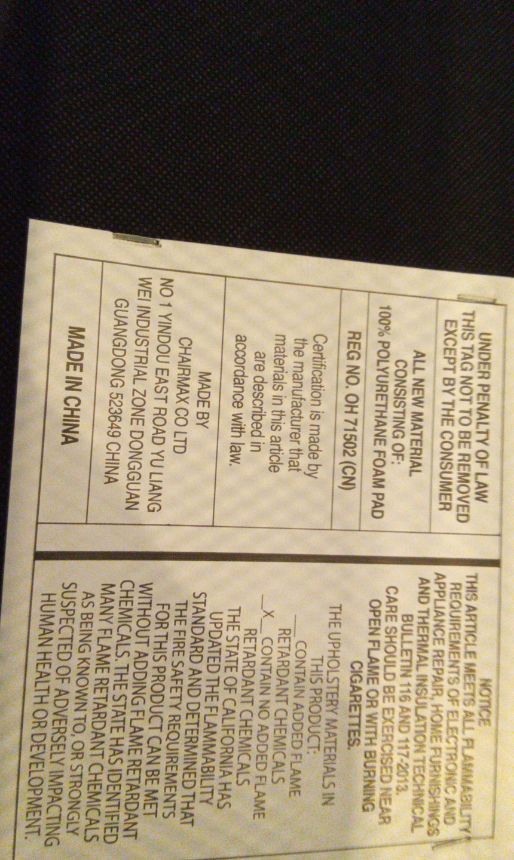 UNDER PENALTY OF LAW
THIS TAG NOT TO BE REMOVED
EXCEPT BY THE CONSUMER
ALL NEW MATERIAL
CONSISTING OF:
100% POLYURETHANE FOAM PAD
REG NO. OH 71502 (CN)
Certification is made by
the manufacturer that
materials in this article
are described in
accordance with law.
MADE BY
CHAIRMAX CO LTD
NO 1 YINDOU EAST ROAD YU LIANG
WEI INDUSTRIAL ZONE DONGGUAN
GUANGDONG 523649 CHINA
MADE IN CHINA
NOTICE
THIS ARTICLE MEETS ALL FLAMMABILITY
REQUIREMENTS OF ELECTRONIC AND
APPLIANCE REPAIR, HOME FURNISHINGS
AND THERMAL INSULATION TECHNICAL
BULLETIN 116 AND 117-2013.
CARE SHOULD BE EXERCISED NEAR
OPEN FLAME OR WITH BURNING
CIGARETTES.
THE UPHOLSTERY MATERIALS IN
THIS PRODUCT:
___CONTAIN ADDED FLAME
RETARDANT CHEMICALS
_X_ CONTAIN NO ADDED FLAME
RETARDANT CHEMICALS
THE STATE OF CALIFORNIA HAS
UPDATED THE FLAMMABILITY
STANDARD AND DETERMINED THAT
THE FIRE SAFETY REQUIREMENTS
FOR THIS PRODUCT CAN BE MET
WITHOUT ADDING FLAME RETARDANT
CHEMICALS. THE STATE HAS IDENTIFIED
MANY FLAME RETARDANT CHEMICALS
AS BEING KNOWN TO, OR STRONGLY
SUSPECTED OF ADVERSELY IMPACTING
HUMAN HEALTH OR DEVELOPMENT.